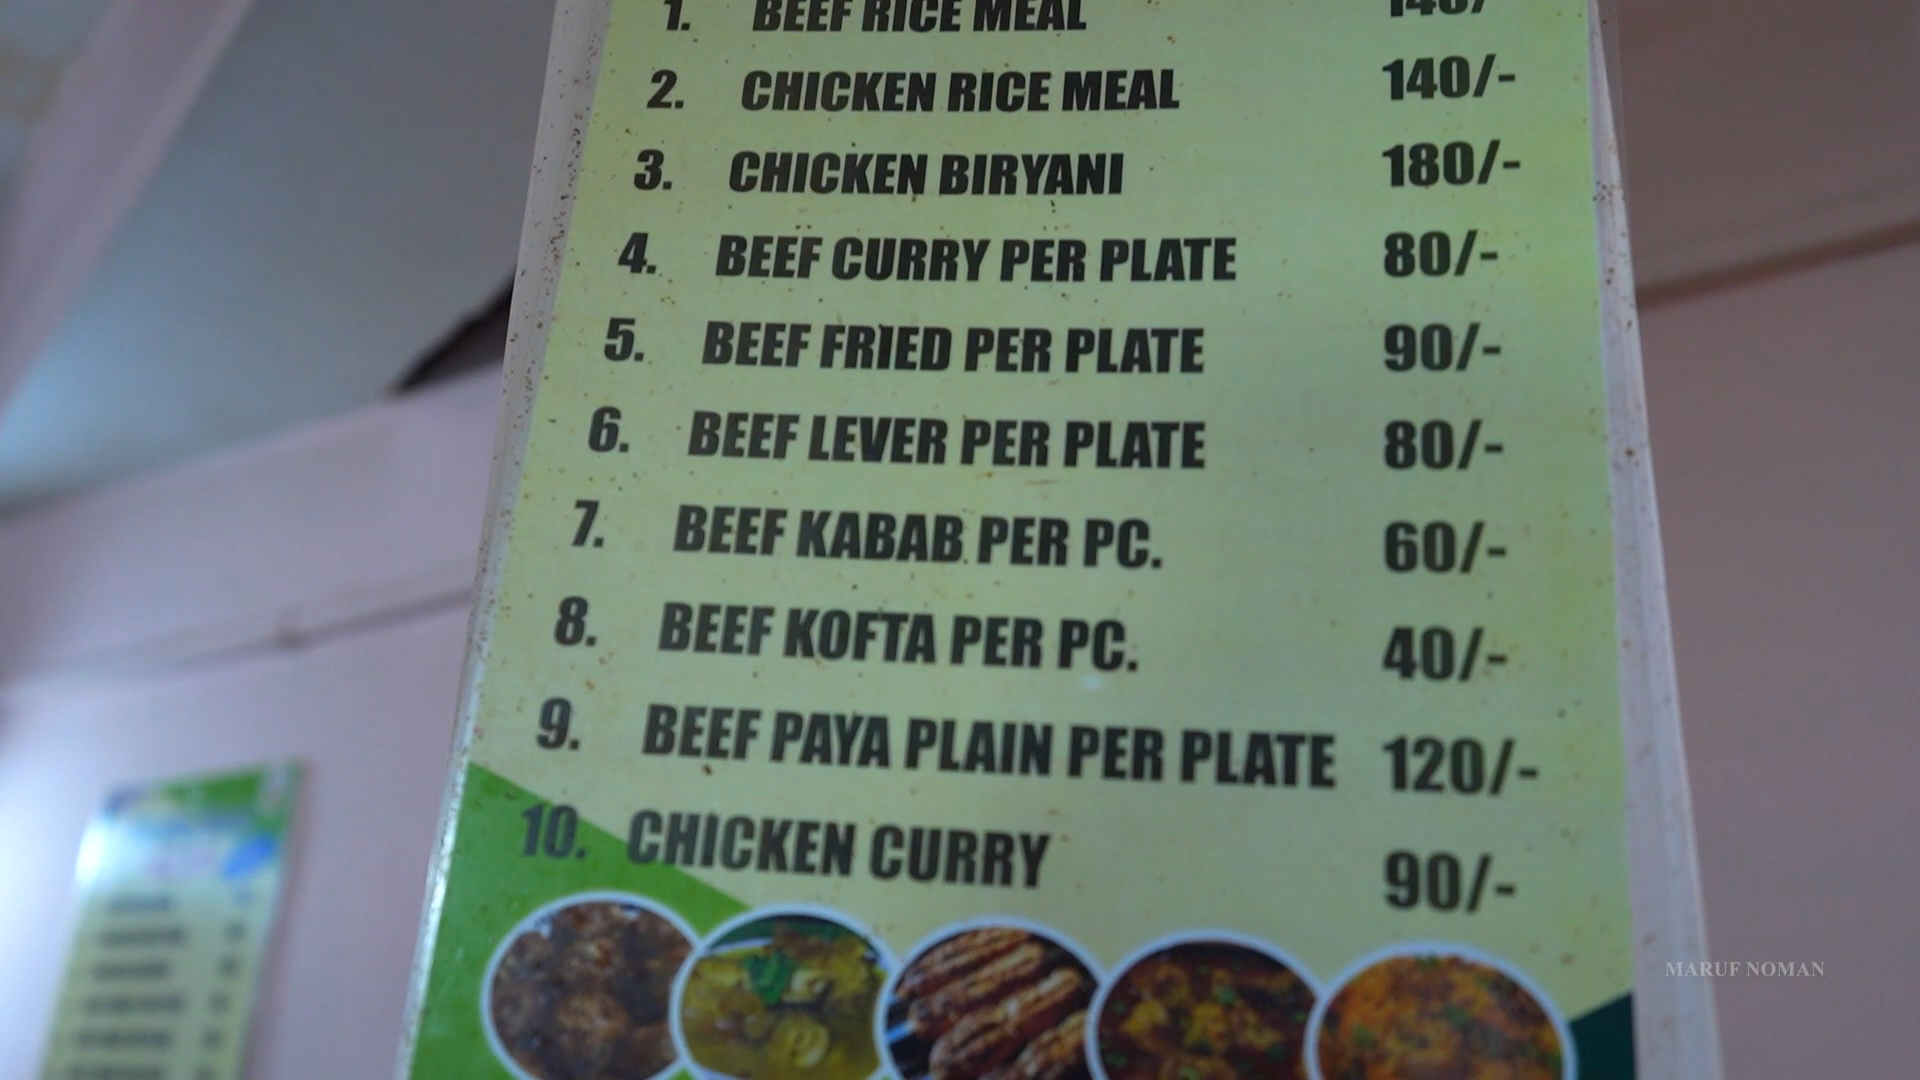 1. BEEF RICE MEAL 140/-
2. CHICKEN RICE MEAL 140/-
3. CHICKEN BIRYANI 180/-
4. BEEF CURRY PER PLATE 80/-
5. BEEF FRIED PER PLATE 90/-
6. BEEF LEVER PER PLATE 80/-
7. BEEF KABAB PER PC. 60/-
8. BEEF KOFTA PER PC. 40/-
9. BEEF PAYA PLAIN PER PLATE 120/-
10. CHICKEN CURRY 90/-
MARUF NOMAN